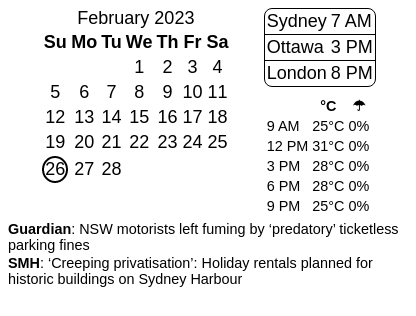 February 2023
Su Mo Tu We Th Fr Sa
1 2 3 4
5 6 7 8 9 10 11
12 13 14 15 16 17 18
19 20 21 22 23 24 25
26 27 28
Sydney 7 AM
Ottawa 3 PM
London 8 PM
°C ☂
9 AM 25°C 0%
12 PM 31°C 0%
3 PM 28°C 0%
6 PM 28°C 0%
9 PM 25°C 0%
Guardian: NSW motorists left fuming by ‘predatory’ ticketless
parking fines
SMH: ‘Creeping privatisation’: Holiday rentals planned for
historic buildings on Sydney Harbour